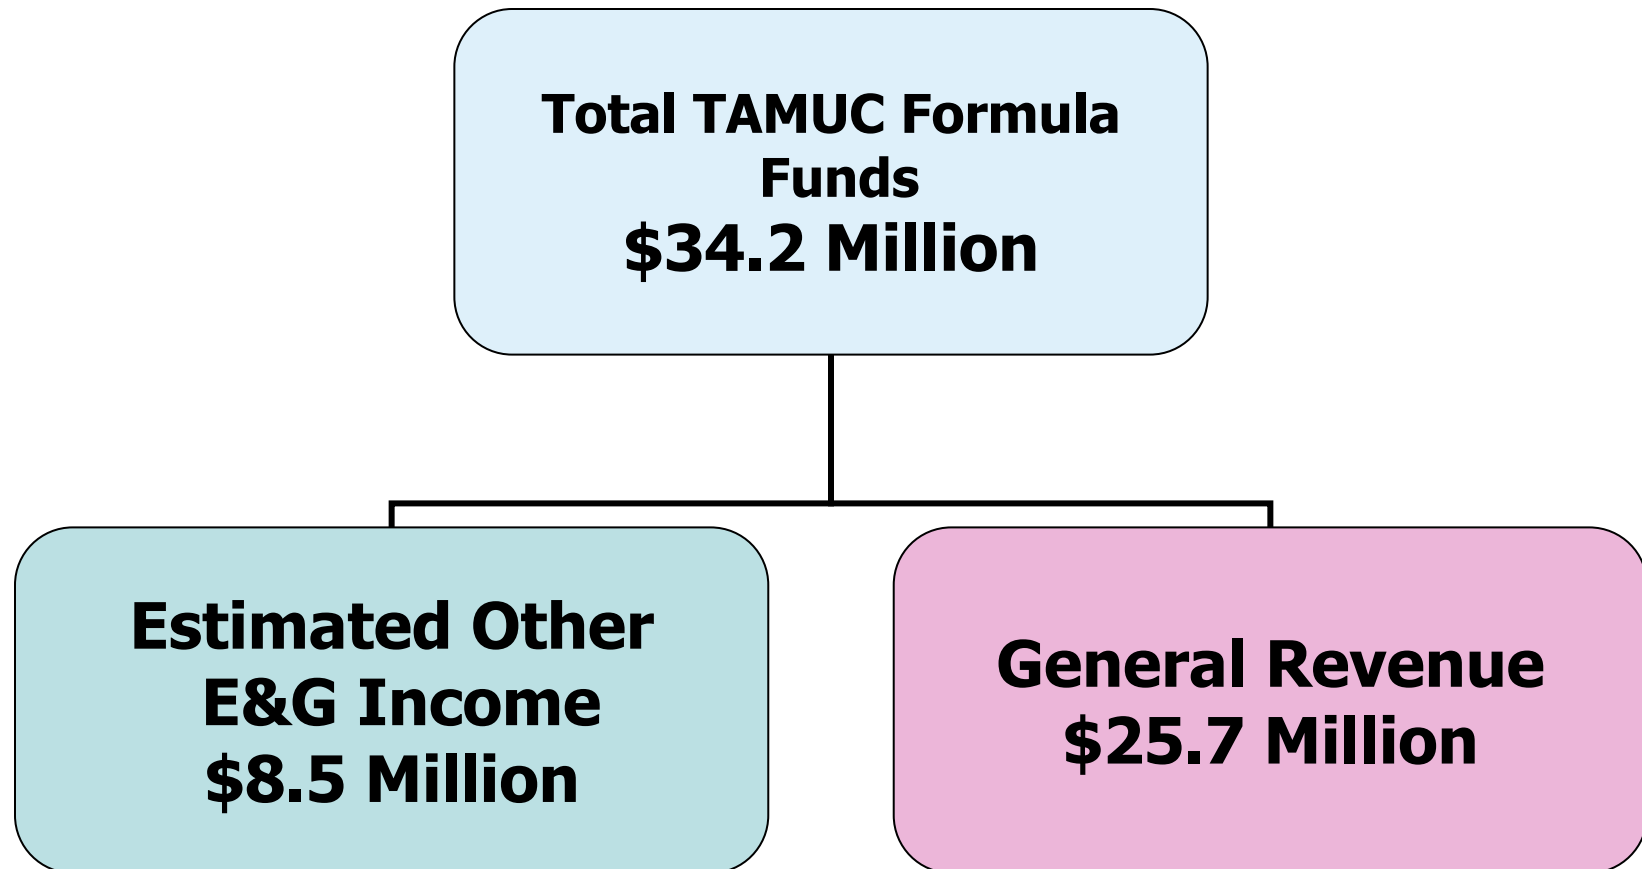 Total TAMUC Formula
Funds
$34.2 Million
Estimated Other
E&G Income
$8.5 Million
General Revenue
$25.7 Million